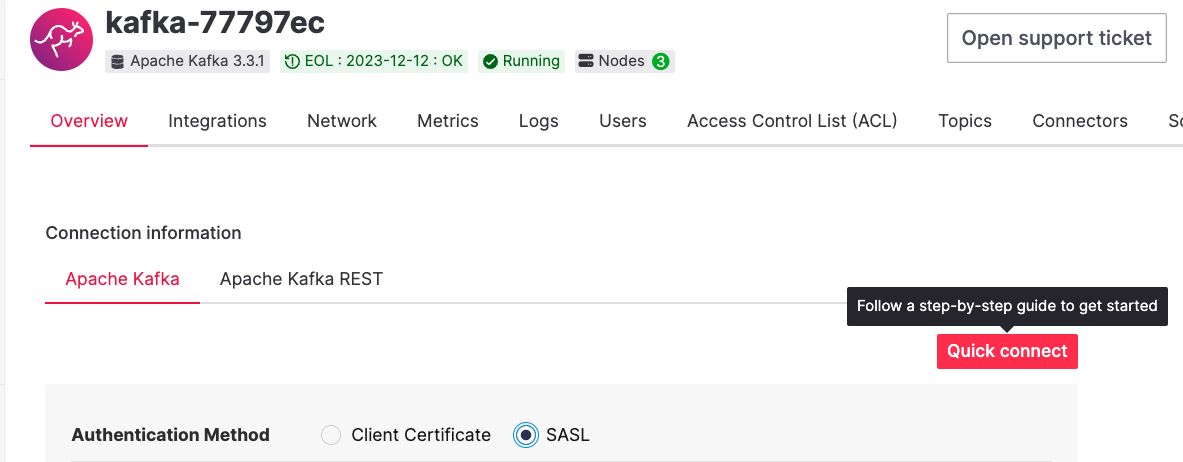 kafka-77797ec
Open support ticket
Apache Kafka 3.3.1 EOL : 2023-12-12 : OK Running Nodes 3
Overview Integrations Network Metrics Logs Users Access Control List (ACL) Topics Connectors
Connection information
Apache Kafka Apache Kafka REST
Follow a step-by-step guide to get started
Quick connect
Authentication Method Client Certificate SASL